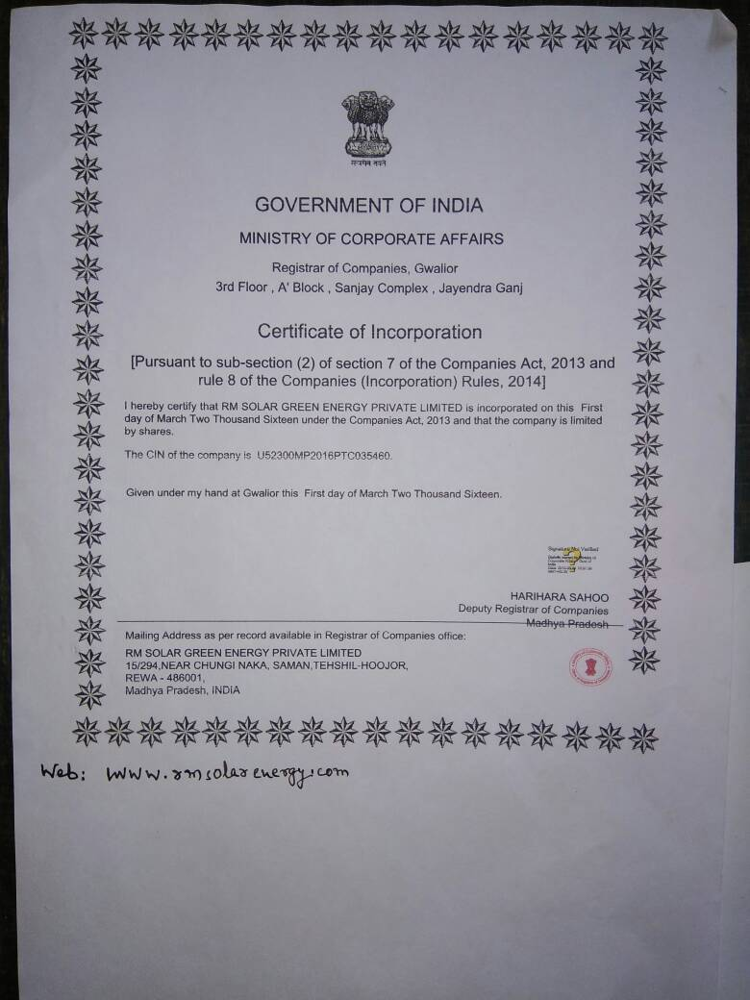 सत्यमेव जयते
GOVERNMENT OF INDIA
MINISTRY OF CORPORATE AFFAIRS
Registrar of Companies, Gwalior
3rd Floor , A' Block , Sanjay Complex , Jayendra Ganj
Certificate of Incorporation
[Pursuant to sub-section (2) of section 7 of the Companies Act, 2013 and
rule 8 of the Companies (Incorporation) Rules, 2014]
I hereby certify that RM SOLAR GREEN ENERGY PRIVATE LIMITED is incorporated on this First
day of March Two Thousand Sixteen under the Companies Act, 2013 and that the company is limited
by shares.
The CIN of the company is U52300MP2016PTC035460.
Given under my hand at Gwalior this First day of March Two Thousand Sixteen.
Signature Not Verified
HARIHARA SAHOO
Deputy Registrar of Companies
Madhya Pradesh
Mailing Address as per record available in Registrar of Companies office:
RM SOLAR GREEN ENERGY PRIVATE LIMITED
15/294,NEAR CHUNGI NAKA, SAMAN,TEHSHIL-HOOJOR,
REWA - 486001,
Madhya Pradesh, INDIA
Web: www.rmsolarenergy.com